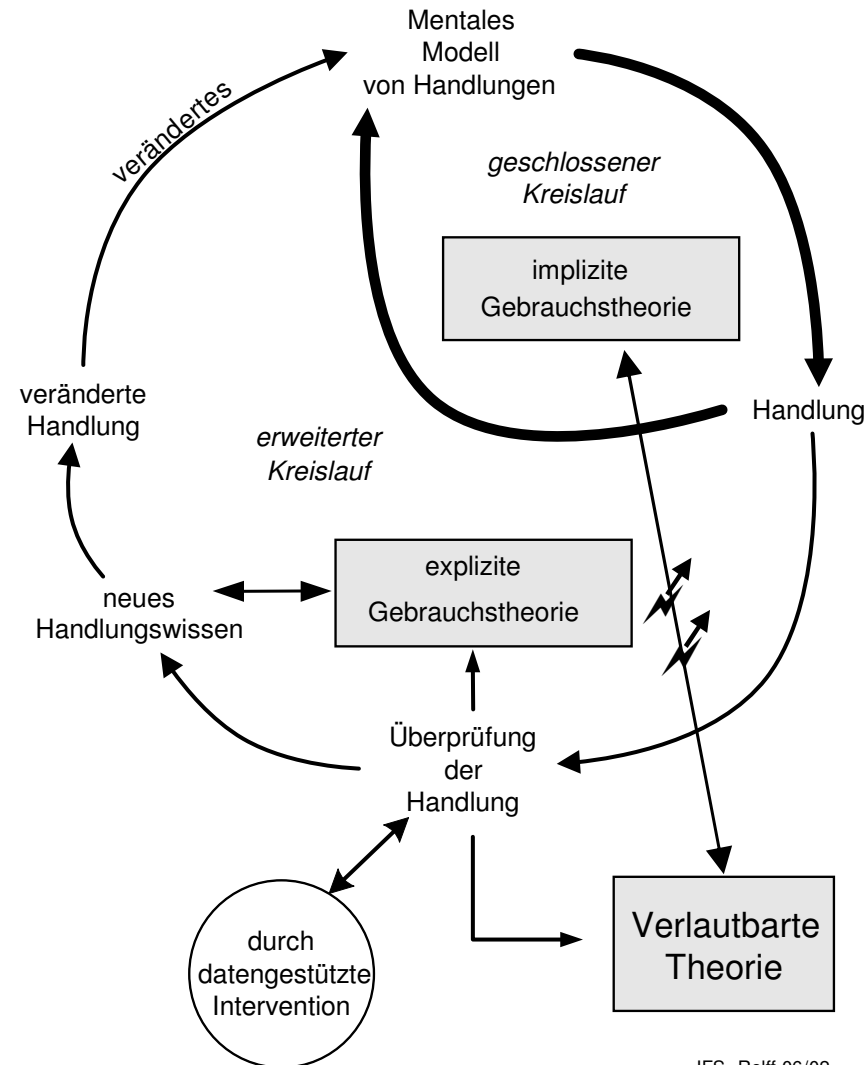 Mentales
Modell
von Handlungen
verändertes
geschlossener
Kreislauf
implizite
Gebrauchstheorie
veränderte
Handlung
Handlung
erweiterter
Kreislauf
explizite
Gebrauchstheorie
neues
Handlungswissen
Überprüfung
der
Handlung
durch
datengestützte
Intervention
Verlautbarte
Theorie